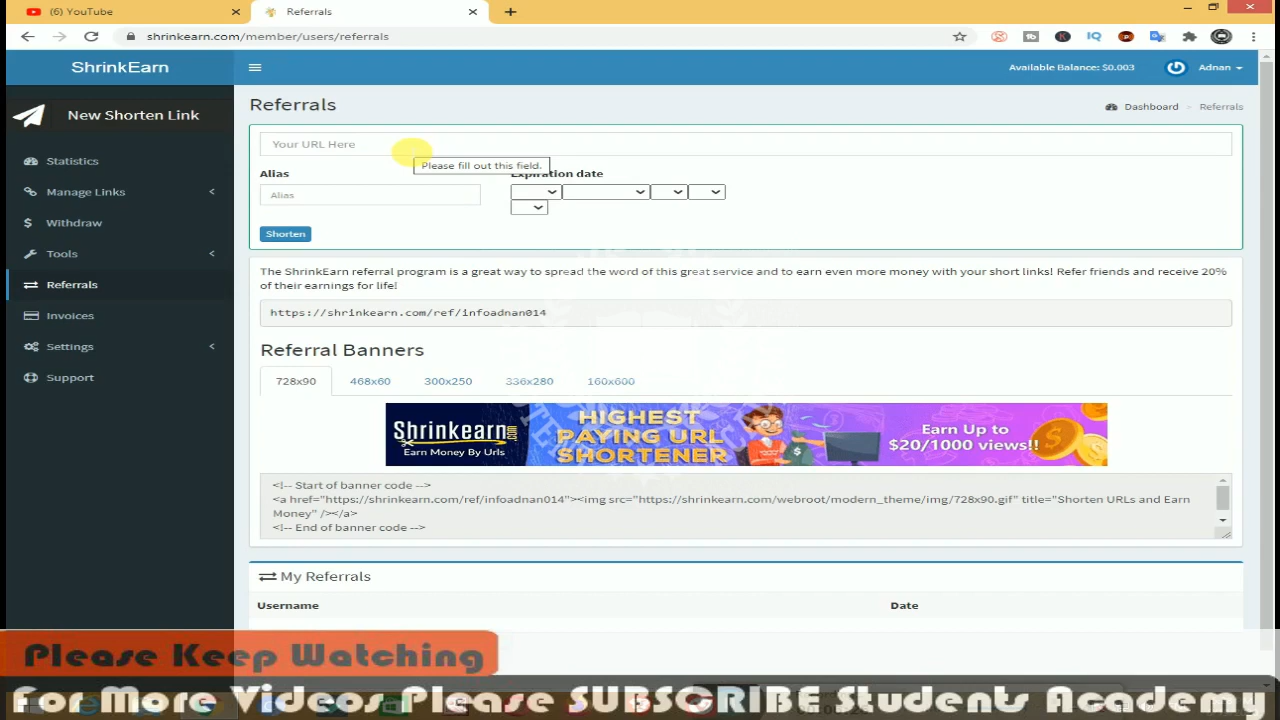 (6) YouTube
Referrals
shrinkearn.com/member/users/referrals
ShrinkEarn
Available Balance: $0.003
Adnan
New Shorten Link
Statistics
Manage Links
Withdraw
Tools
Referrals
Invoices
Settings
Support
Referrals
Dashboard
Referrals
Your URL Here
Please fill out this field.
Alias
Expiration date
Alias
Shorten
The ShrinkEarn referral program is a great way to spread the word of this great service and to earn even more money with your short links! Refer friends and receive 20%
of their earnings for life!
https://shrinkearn.com/ref/infoadnan014
Referral Banners
728x90
468x60
300x250
336x280
160x600
Shrinkearn.com
Earn Money By Urls
HIGHEST
PAYING URL
SHORTENER
Earn Up to
$20/1000 views!!
<!-- Start of banner code -->
<a href="https://shrinkearn.com/ref/infoadnan014"><img src="https://shrinkearn.com/webroot/modern_theme/img/728x90.gif" title="Shorten URLs and Earn
Money" /></a>
<!-- End of banner code -->
My Referrals
Username
Date
Please Keep Watching
For More Videos Please SUBSCRIBE Students Academy